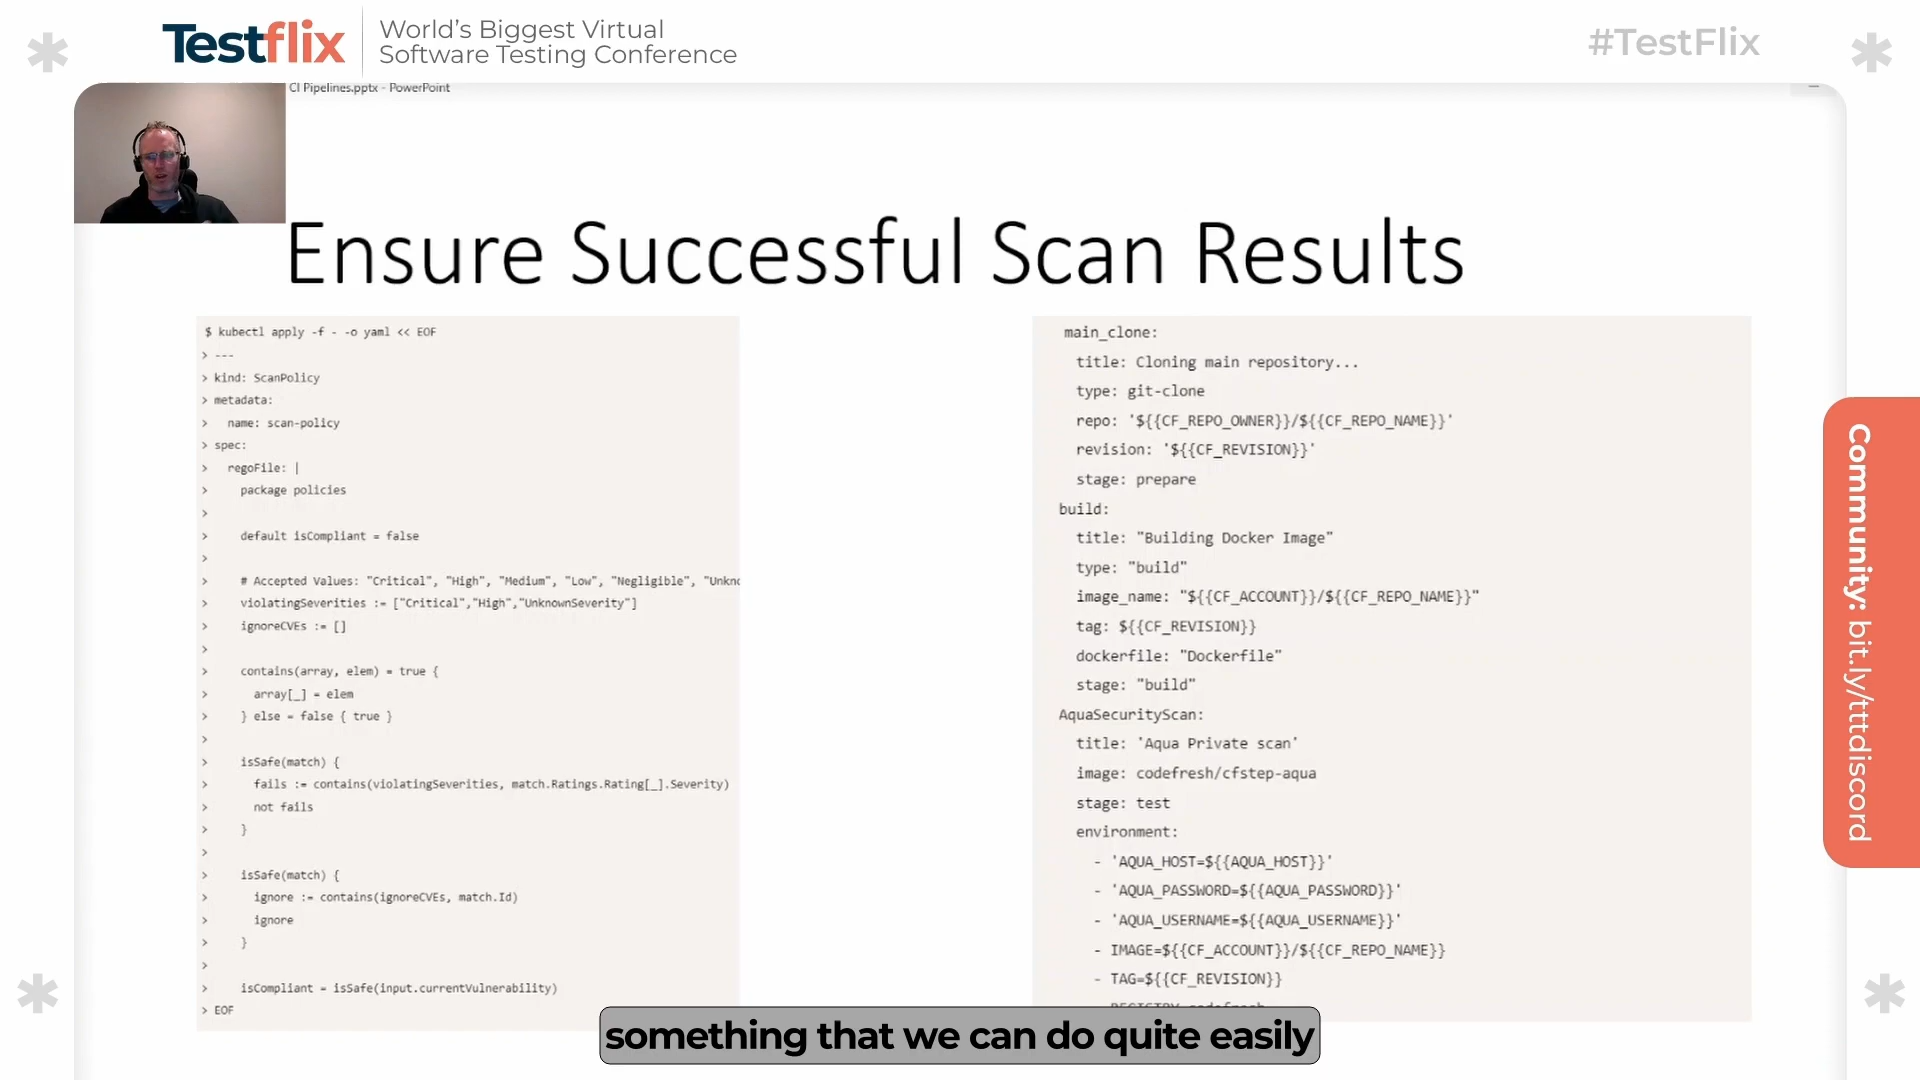 Testflix
World's Biggest Virtual
Software Testing Conference
#TestFlix
CI Pipelines.pptx - PowerPoint
Ensure Successful Scan Results
$ kubectl apply -f - -o yaml << EOF
> ---
> kind: ScanPolicy
> metadata:
>   name: scan-policy
> spec:
>   regoFile: |
>     package policies
>
>     default isCompliant = false
>
>     # Accepted Values: "Critical", "High", "Medium", "Low", "Negligible",
>     violatingSeverities := ["Critical","High","UnknownSeverity"]
>     ignoreCVEs := []
>
>     contains(array, elem) = true {
>       array[_] = elem
>     } else = false { true }
>
>     isSafe(match) {
>       fails := contains(violatingSeverities, match.Ratings.Rating[_].Severity)
>       not fails
>     }
>
>     isSafe(match) {
>       ignore := contains(ignoreCVEs, match.Id)
>       ignore
>     }
>
>     isCompliant = isSafe(input.currentVulnerability)
> EOF
main_clone:
title: Cloning main repository...
type: git-clone
repo: '${{CF_REPO_OWNER}}/${{CF_REPO_NAME}}'
revision: '${{CF_REVISION}}'
stage: prepare
build:
title: "Building Docker Image"
type: "build"
image_name: "${{CF_ACCOUNT}}/${{CF_REPO_NAME}}"
tag: ${{CF_REVISION}}
dockerfile: "Dockerfile"
stage: "build"
AquaSecurityScan:
title: 'Aqua Private scan'
image: codefresh/cfstep-aqua
stage: test
environment:
- 'AQUA_HOST=${{AQUA_HOST}}'
- 'AQUA_PASSWORD=${{AQUA_PASSWORD}}'
- 'AQUA_USERNAME=${{AQUA_USERNAME}}'
- IMAGE=${{CF_ACCOUNT}}/${{CF_REPO_NAME}}
- TAG=${{CF_REVISION}}
something that we can do quite easily
Community: bit.ly/tttdiscord